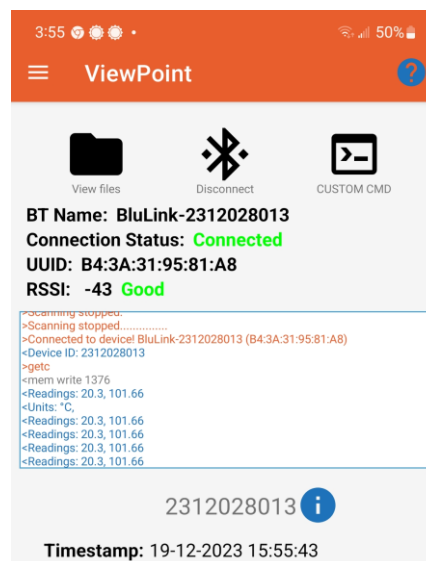 3:55
50%
ViewPoint
?
View files
Disconnect
CUSTOM CMD
BT Name: BluLink-2312028013
Connection Status: Connected
UUID: B4:3A:31:95:81:A8
RSSI: -43 Good
>Scanning stopped.
>Scanning stopped...............
>Connected to device! BluLink-2312028013 (B4:3A:31:95:81:A8)
<Device ID: 2312028013
>getc
<mem write 1376
<Readings: 20.3, 101.66
<Units: °C,
<Readings: 20.3, 101.66
<Readings: 20.3, 101.66
<Readings: 20.3, 101.66
<Readings: 20.3, 101.66
2312028013 i
Timestamp: 19-12-2023 15:55:43